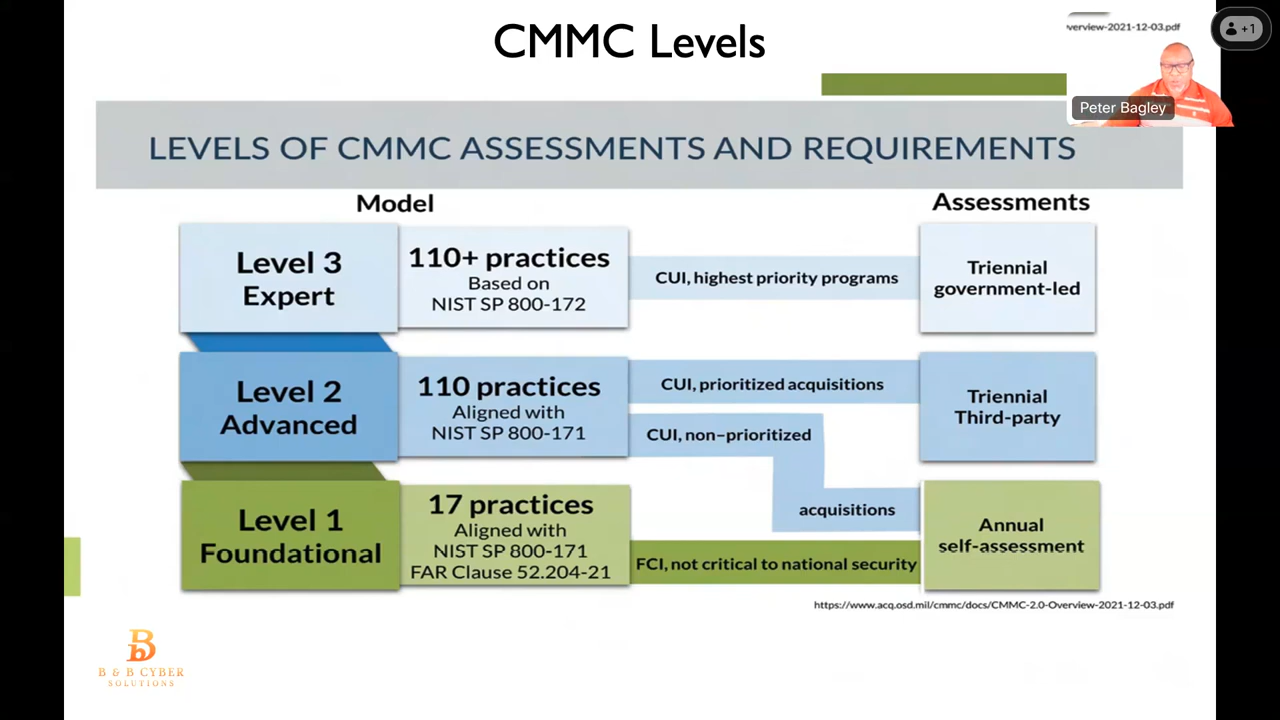 CMMC Levels
verview-2021-12-03.pdf
+1
Peter Bagley
LEVELS OF CMMC ASSESSMENTS AND REQUIREMENTS
Model
Assessments
Level 3
Expert
110+ practices
Based on
NIST SP 800-172
CUI, highest priority programs
Triennial
government-led
Level 2
Advanced
110 practices
Aligned with
NIST SP 800-171
CUI, prioritized acquisitions
CUI, non-prioritized
acquisitions
Triennial
Third-party
Level 1
Foundational
17 practices
Aligned with
NIST SP 800-171
FAR Clause 52.204-21
FCI, not critical to national security
Annual
self-assessment
https://www.acq.osd.mil/cmmc/docs/CMMC-2.0-Overview-2021-12-03.pdf
B & B CYBER
SOLUTIONS